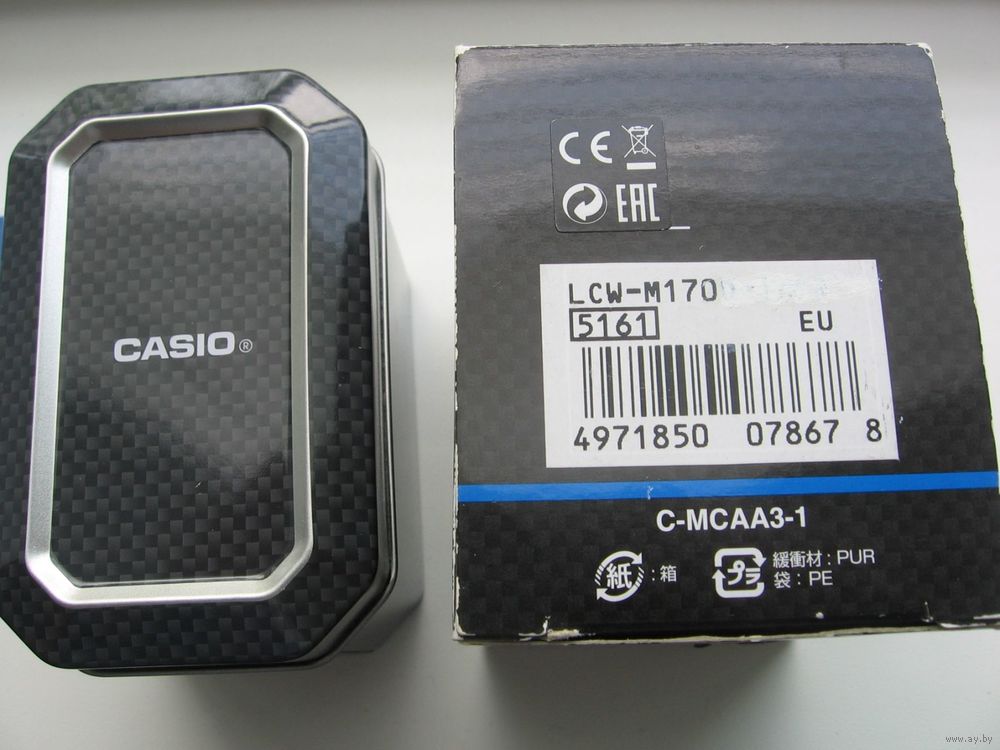 CASIO®
CE
EAC
LCW-M170
5161 EU
4971850 07867 8
C-MCAA3-1
紙 : 箱
プラ 緩衝材 : PUR
袋 : PE
www.ay.by